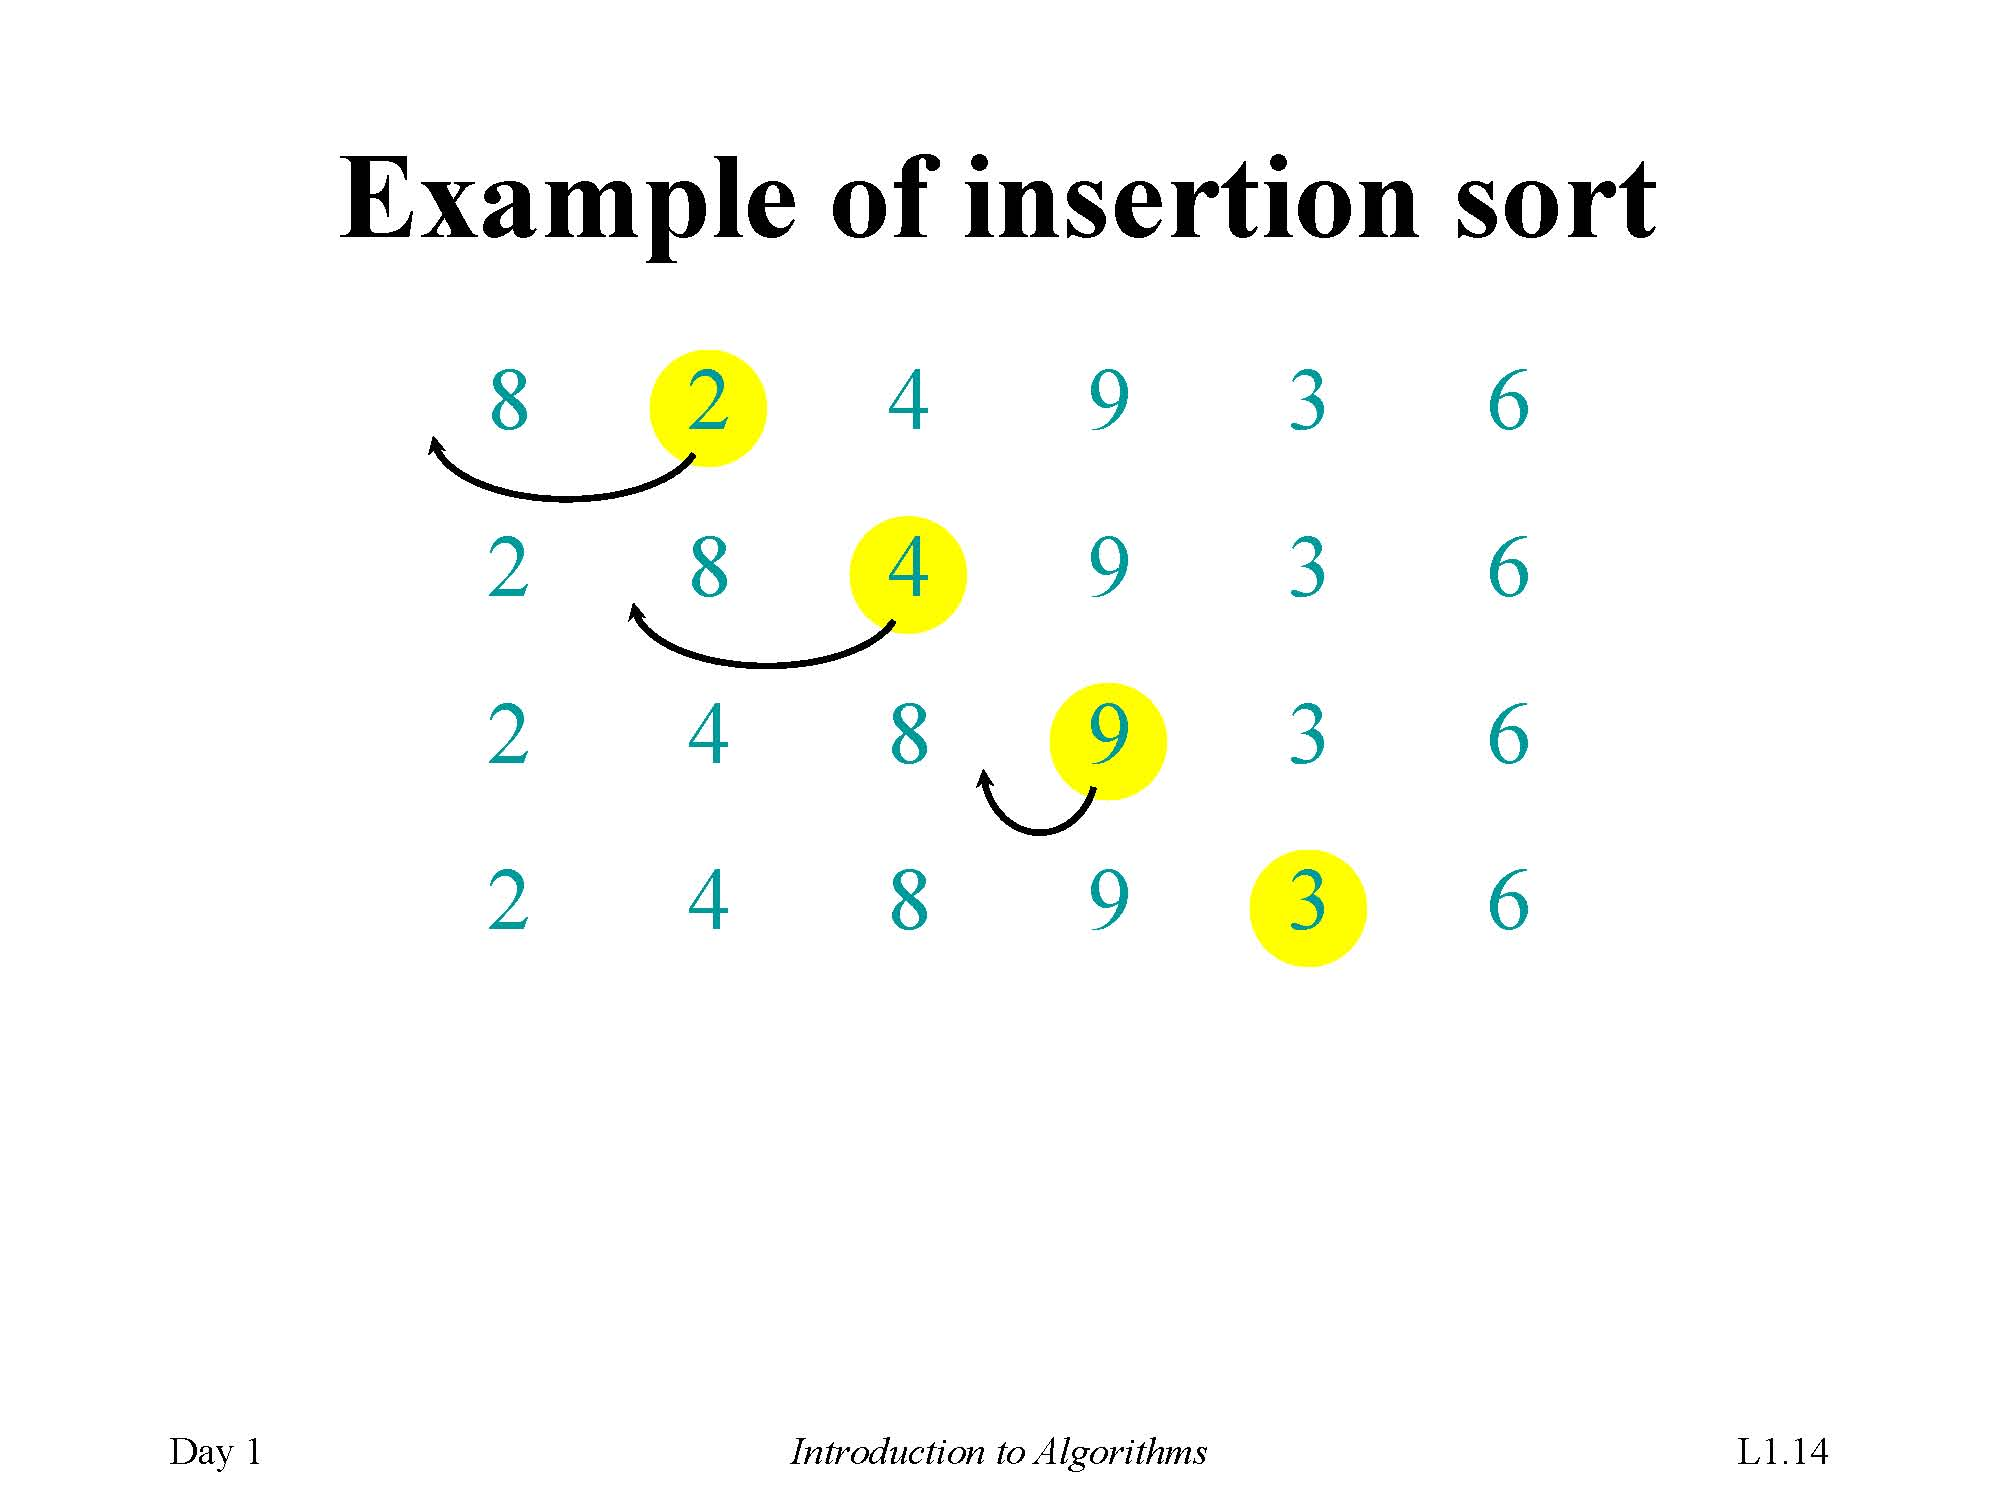 Example of insertion sort
8 2 4 9 3 6
2 8 4 9 3 6
2 4 8 9 3 6
2 4 8 9 3 6
Day 1 Introduction to Algorithms L1.14